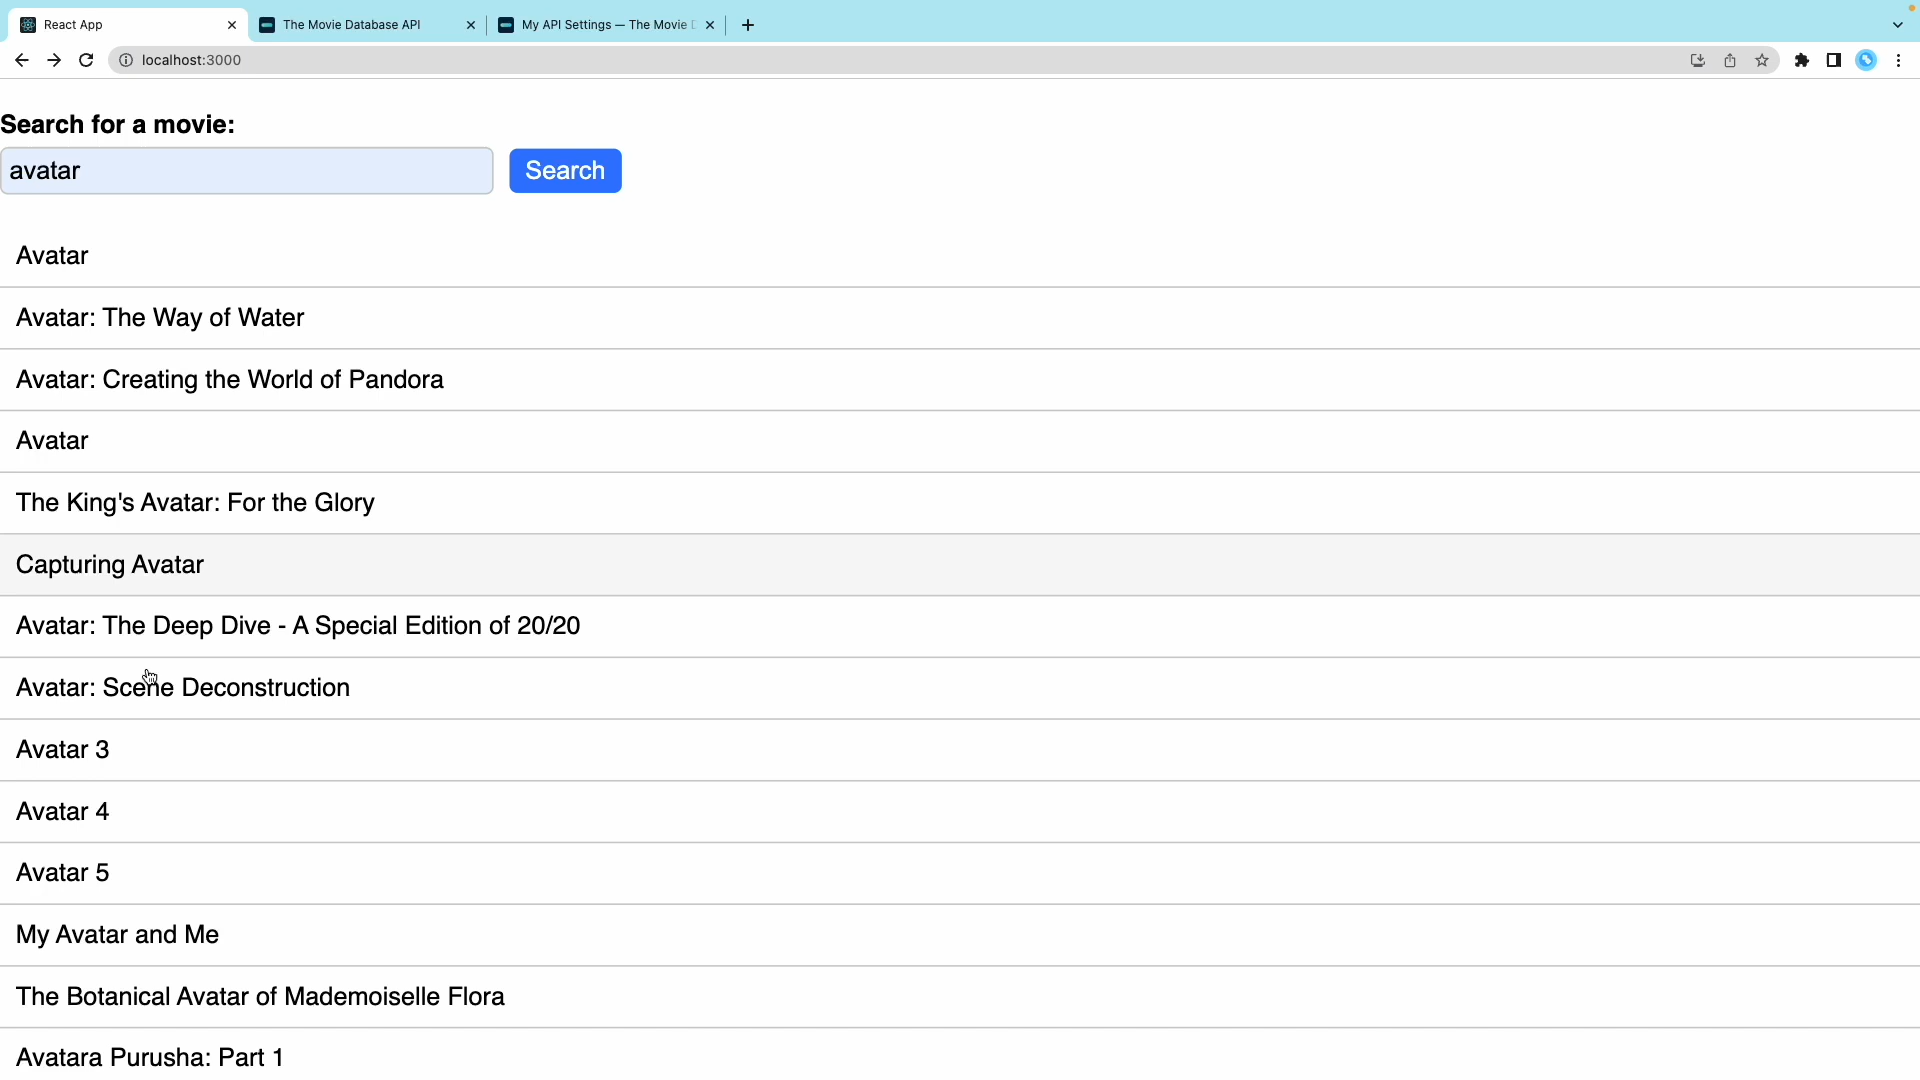 React App
The Movie Database API
My API Settings — The Movie
localhost:3000
Search for a movie:
avatar
Search
Avatar
Avatar: The Way of Water
Avatar: Creating the World of Pandora
Avatar
The King's Avatar: For the Glory
Capturing Avatar
Avatar: The Deep Dive - A Special Edition of 20/20
Avatar: Scene Deconstruction
Avatar 3
Avatar 4
Avatar 5
My Avatar and Me
The Botanical Avatar of Mademoiselle Flora
Avatara Purusha: Part 1